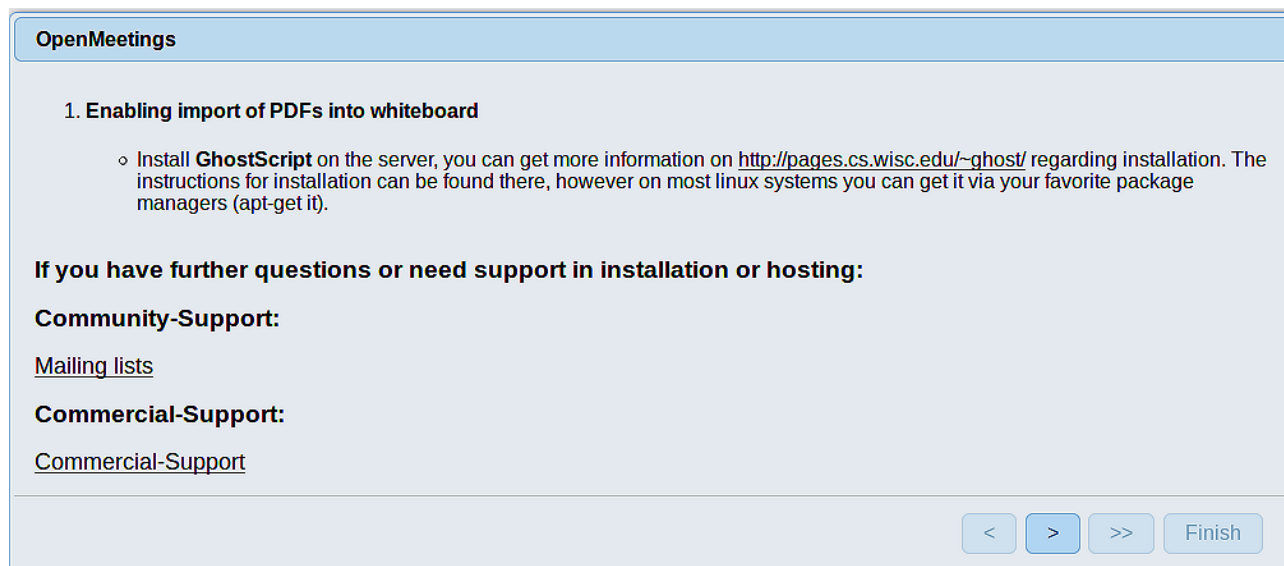 OpenMeetings
1. Enabling import of PDFs into whiteboard
Install GhostScript on the server, you can get more information on http://pages.cs.wisc.edu/~ghost/ regarding installation. The
instructions for installation can be found there, however on most linux systems you can get it via your favorite package
managers (apt-get it).
If you have further questions or need support in installation or hosting:
Community-Support:
Mailing lists
Commercial-Support:
Commercial-Support
< > >> Finish